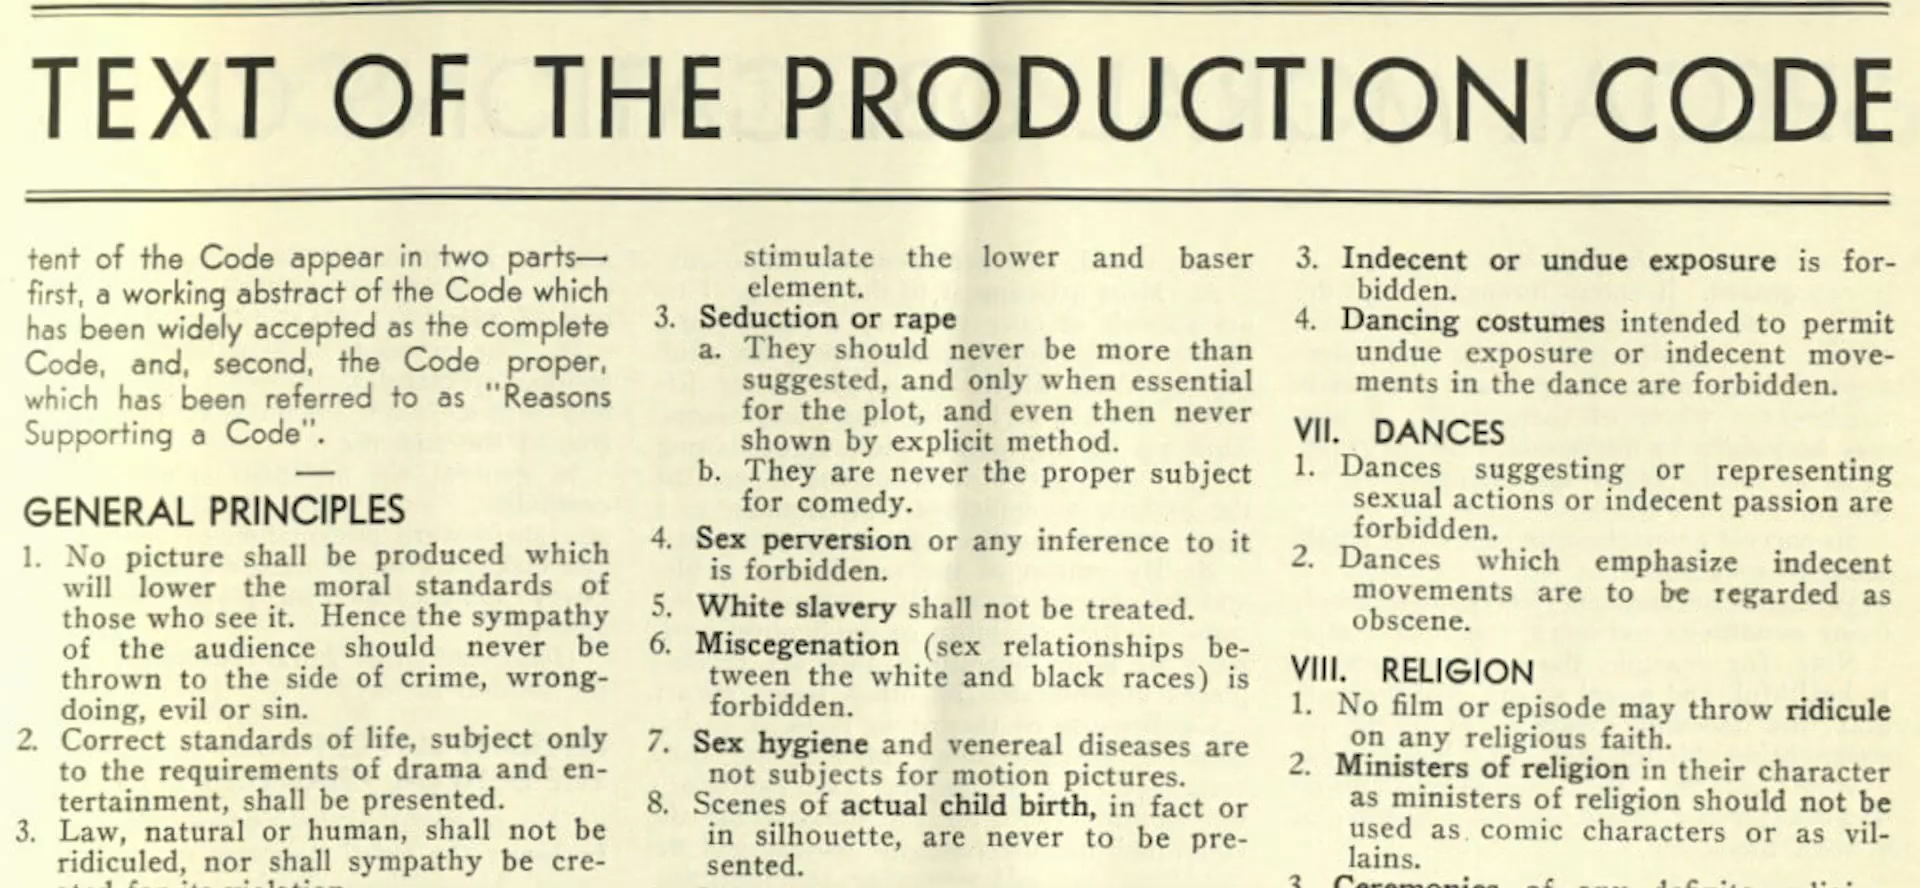 TEXT OF THE PRODUCTION CODE
tent of the Code appear in two parts—
first, a working abstract of the Code which
has been widely accepted as the complete
Code, and, second, the Code proper,
which has been referred to as "Reasons
Supporting a Code".
GENERAL PRINCIPLES
1. No picture shall be produced which
will lower the moral standards of
those who see it. Hence the sympathy
of the audience should never be
thrown to the side of crime, wrong-
doing, evil or sin.
2. Correct standards of life, subject only
to the requirements of drama and en-
tertainment, shall be presented.
3. Law, natural or human, shall not be
ridiculed, nor shall sympathy be cre-
ated for its violation.
stimulate the lower and baser
element.
3. Seduction or rape
a. They should never be more than
suggested, and only when essential
for the plot, and even then never
shown by explicit method.
b. They are never the proper subject
for comedy.
4. Sex perversion or any inference to it
is forbidden.
5. White slavery shall not be treated.
6. Miscegenation (sex relationships be-
tween the white and black races) is
forbidden.
7. Sex hygiene and venereal diseases are
not subjects for motion pictures.
8. Scenes of actual child birth, in fact or
in silhouette, are never to be pre-
sented.
3. Indecent or undue exposure is for-
bidden.
4. Dancing costumes intended to permit
undue exposure or indecent move-
ments in the dance are forbidden.
VII. DANCES
1. Dances suggesting or representing
sexual actions or indecent passion are
forbidden.
2. Dances which emphasize indecent
movements are to be regarded as
obscene.
VIII. RELIGION
1. No film or episode may throw ridicule
on any religious faith.
2. Ministers of religion in their character
as ministers of religion should not be
used as comic characters or as vil-
lains.
3. Ceremonies of any definite religi